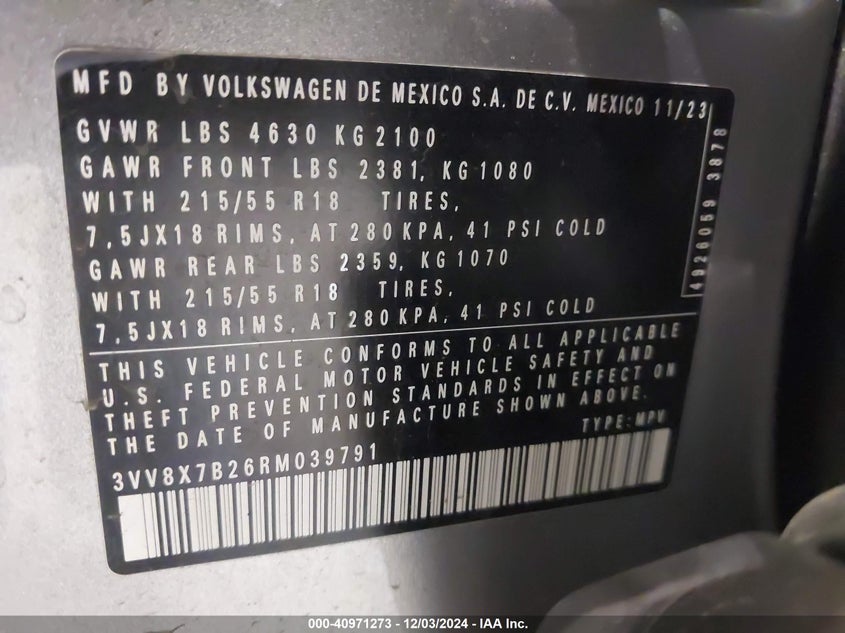 MFD BY VOLKSWAGEN DE MEXICO S.A. DE C.V. MEXICO 11/23
GVWR LBS 4630 KG 2100
GAWR FRONT LBS 2381, KG 1080
WITH 215/55 R18 TIRES,
7,5JX18 RIMS, AT 280 KPA, 41 PSI COLD
GAWR REAR LBS 2359, KG 1070
WITH 215/55 R18 TIRES,
7,5JX18 RIMS, AT 280 KPA, 41 PSI COLD
4926059 3878
THIS VEHICLE CONFORMS TO ALL APPLICABLE
U.S. FEDERAL MOTOR VEHICLE SAFETY AND
THEFT PREVENTION STANDARDS IN EFFECT ON
THE DATE OF MANUFACTURE SHOWN ABOVE.
TYPE: MPV
3VV8X7B26RM039791
000-40971273 - 12/03/2024 - IAA Inc.